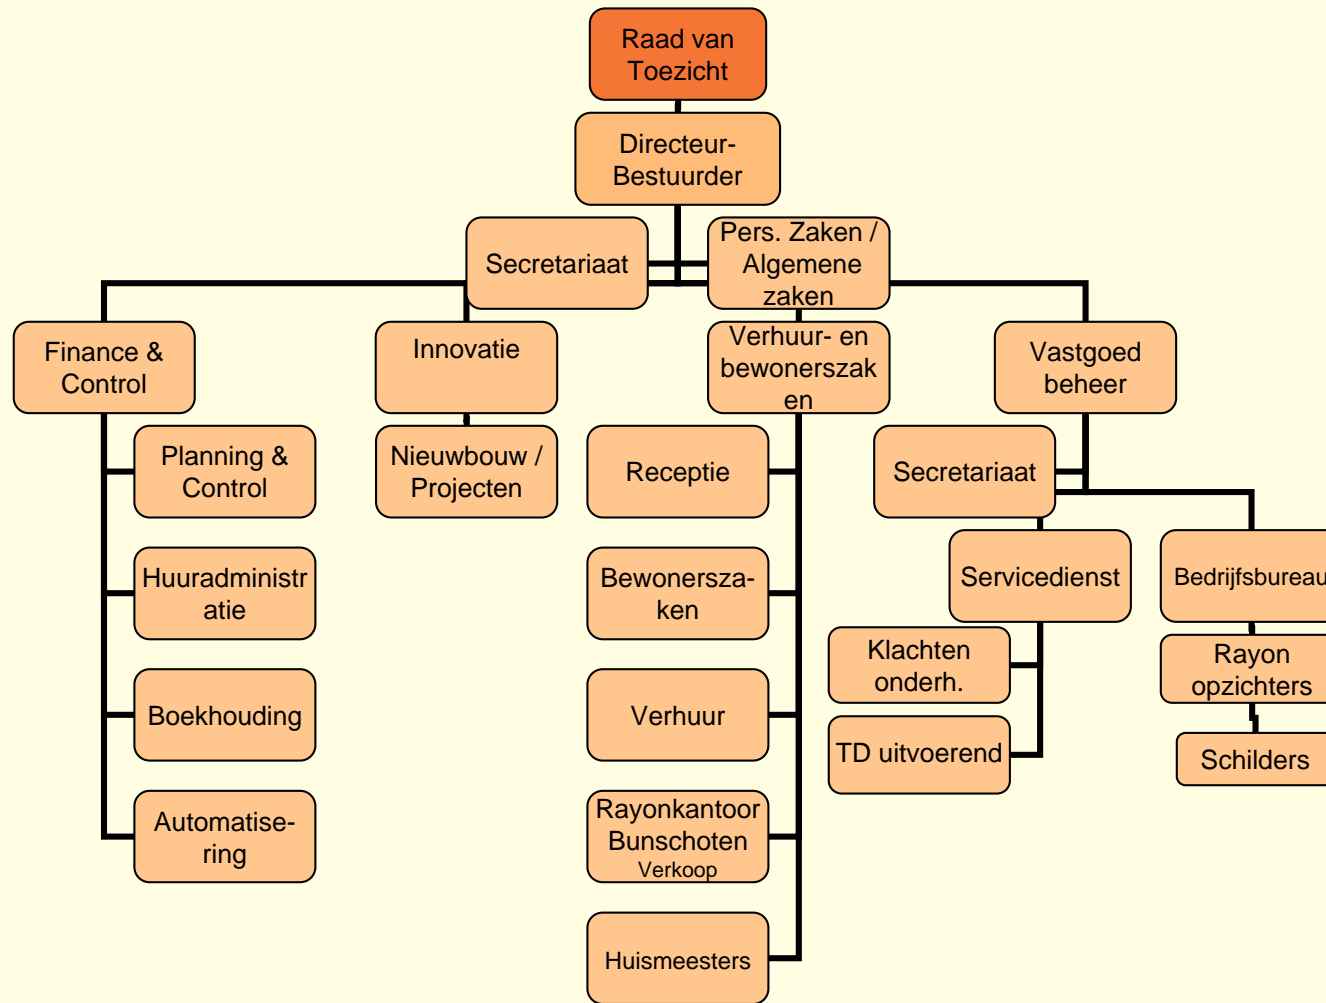 Raad van
Toezicht
Directeur-
Bestuurder
Secretariaat
Pers. Zaken /
Algemene
zaken
Finance &
Control
Innovatie
Verhuur- en
bewonerszak
en
Vastgoed
beheer
Planning &
Control
Huuradministr
atie
Boekhouding
Automatise-
ring
Nieuwbouw /
Projecten
Receptie
Bewonersza-
ken
Verhuur
Rayonkantoor
Bunschoten
Verkoop
Huismeesters
Secretariaat
Servicedienst
Klachten
onderh.
TD uitvoerend
Bedrijfsbureau
Rayon
opzichters
Schilders